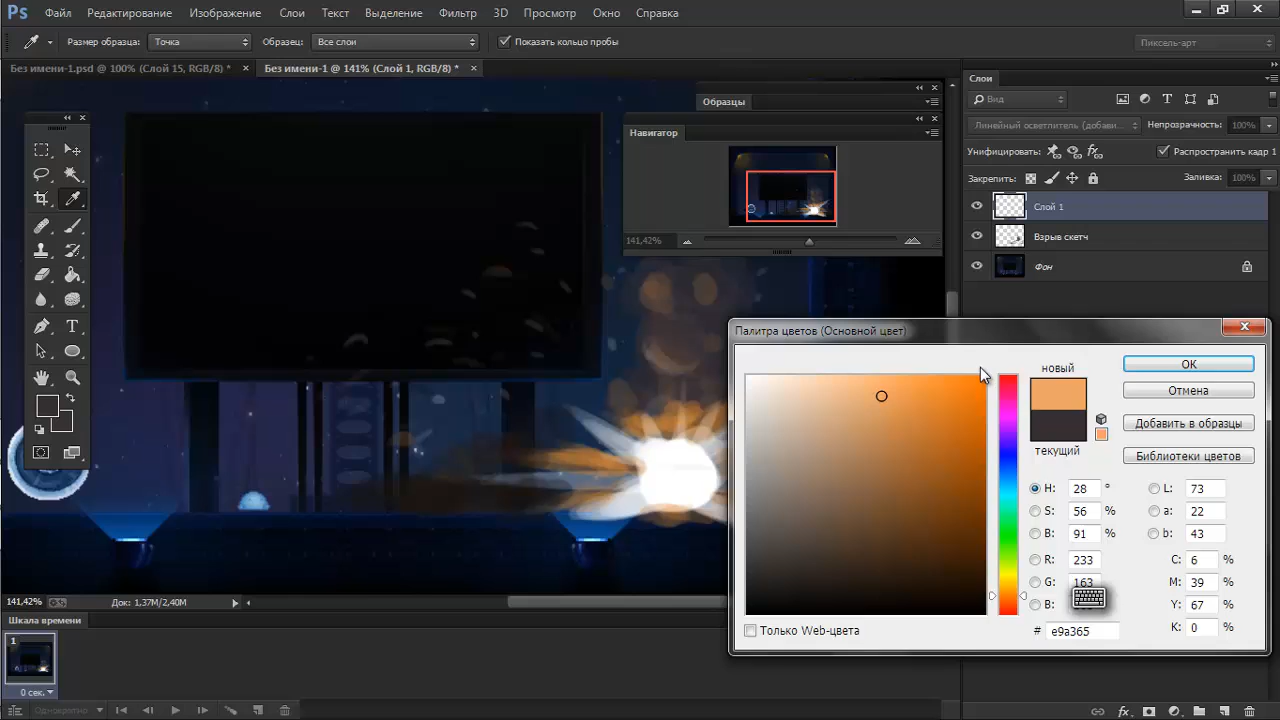 Ps Файл Редактирование Изображение Слои Текст Выделение Фильтр 3D Просмотр Окно Справка
Размер образца: Точка Образец: Все слои Показать кольцо пробы Пиксель-арт
Без имени-1.psd @ 100% (Слой 15, RGB/8) * × Без имени-1 @ 141% (Слой 1, RGB/8) * ×
Слои
Вид
Линейный осветлитель (добави... Непрозрачность: 100%
Унифицировать: Распространить кадр 1
Закрепить: Заливка: 100%
Слой 1
Взрыв скетч
Фон
Образцы
Навигатор
141,42%
Палитра цветов (Основной цвет)
новый
текущий
OK
Отмена
Добавить в образцы
Библиотеки цветов
H: 28 ° L: 73
S: 56 % a: 22
B: 91 % b: 43
R: 233 C: 6 %
G: 163 M: 39 %
B: Y: 67 %
# e9a365 K: 0 %
Только Web-цвета
141,42% Док: 1,37M/2,40M
Шкала времени
1
0 сек.
Однократно